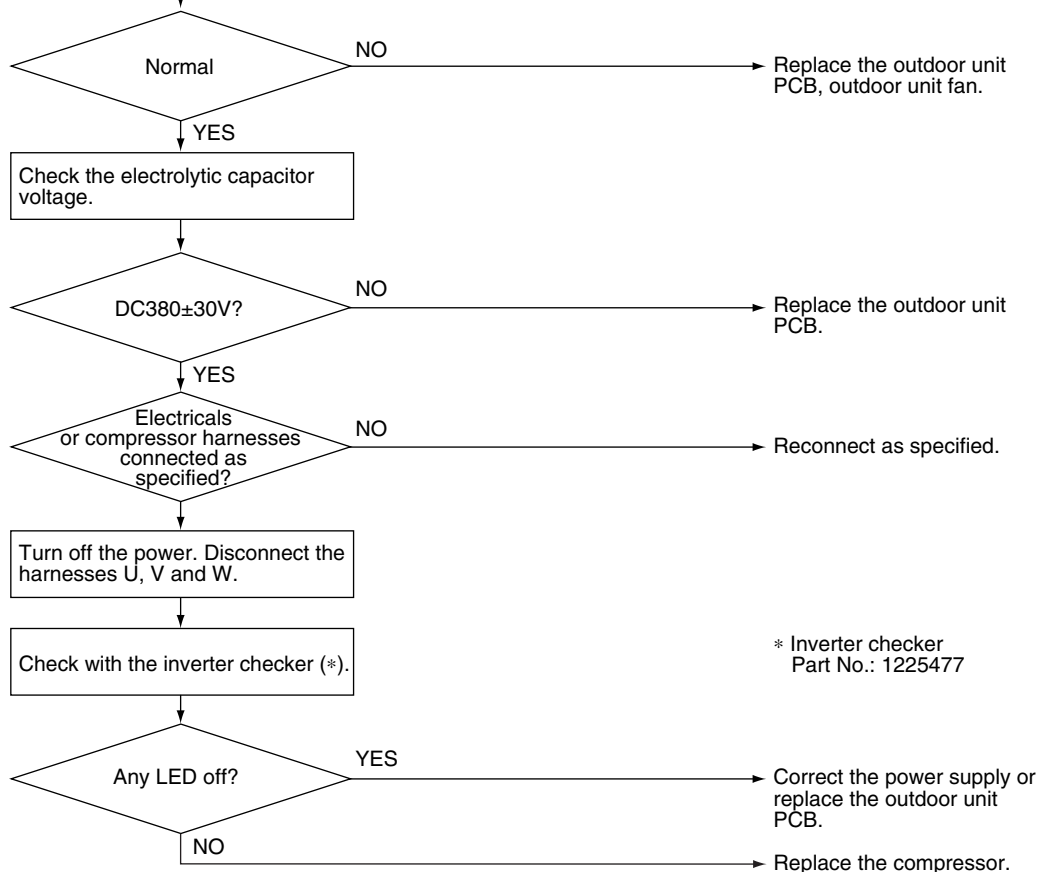 Normal
NO
Replace the outdoor unit
PCB, outdoor unit fan.
YES
Check the electrolytic capacitor
voltage.
DC380±30V?
NO
Replace the outdoor unit
PCB.
YES
Electricals
or compressor harnesses
connected as
specified?
NO
Reconnect as specified.
Turn off the power. Disconnect the
harnesses U, V and W.
Check with the inverter checker (*).
* Inverter checker
Part No.: 1225477
Any LED off?
YES
Correct the power supply or
replace the outdoor unit
PCB.
NO
Replace the compressor.